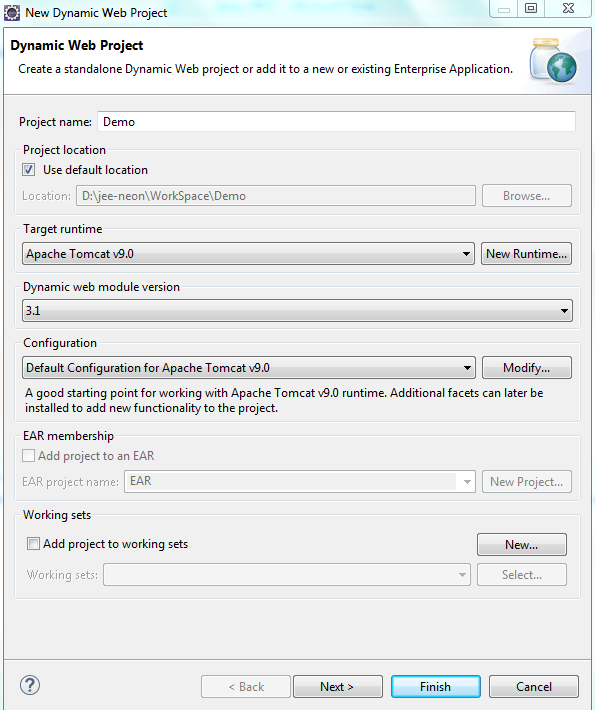 New Dynamic Web Project
Dynamic Web Project
Create a standalone Dynamic Web project or add it to a new or existing Enterprise Application.
Project name: Demo
Project location
Use default location
Location: D:\jee-neon\WorkSpace\Demo Browse...
Target runtime
Apache Tomcat v9.0 New Runtime...
Dynamic web module version
3.1
Configuration
Default Configuration for Apache Tomcat v9.0 Modify...
A good starting point for working with Apache Tomcat v9.0 runtime. Additional facets can later be
installed to add new functionality to the project.
EAR membership
Add project to an EAR
EAR project name: EAR New Project...
Working sets
Add project to working sets New...
Working sets: Select...
? < Back Next > Finish Cancel